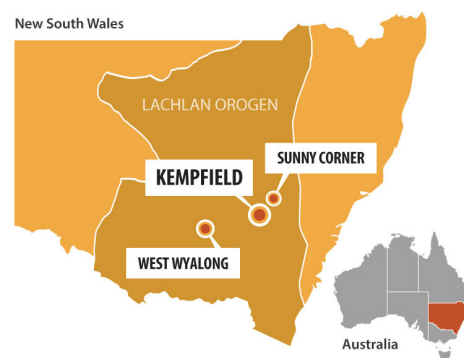 New South Wales
LACHLAN OROGEN
SUNNY CORNER
KEMPFIELD
WEST WYALONG
Australia